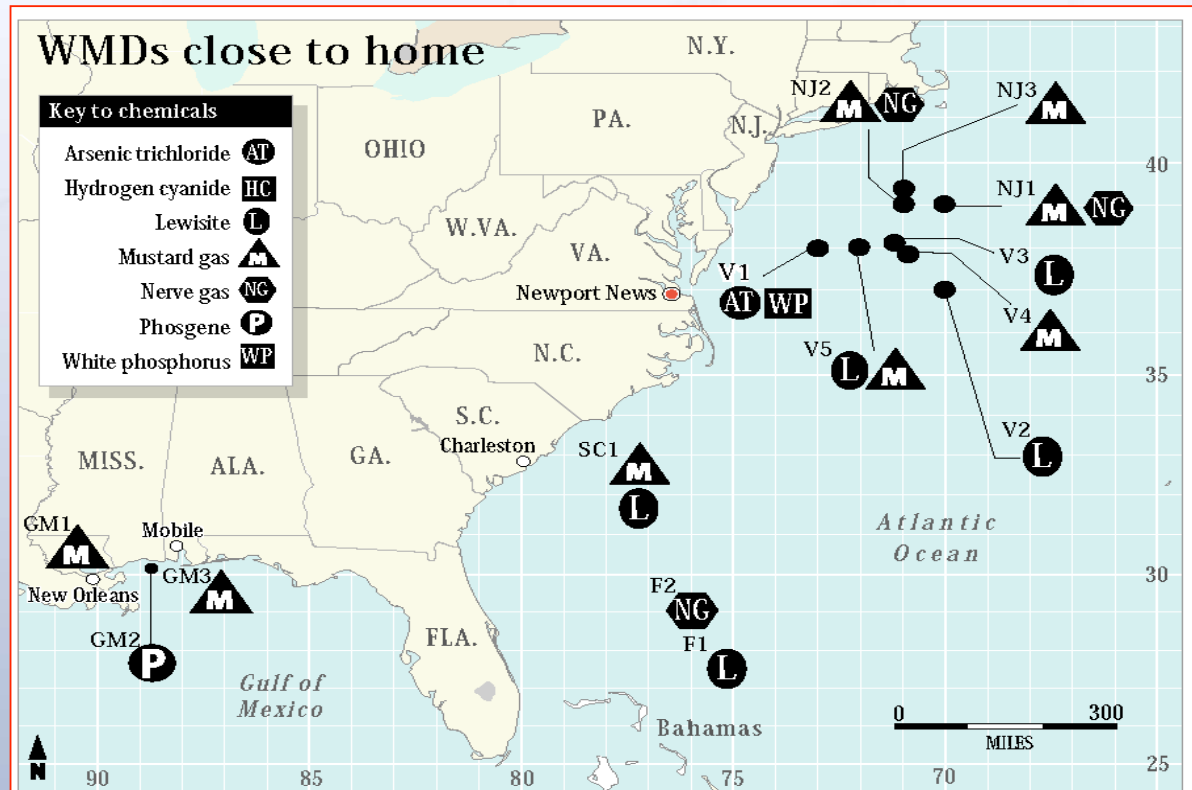 WMDs close to home
Key to chemicals
Arsenic trichloride AT
Hydrogen cyanide HC
Lewisite L
Mustard gas M
Nerve gas NG
Phosgene P
White phosphorus WP
N.Y.
PA.
N.J.
OHIO
W.VA.
VA.
Newport News
N.C.
S.C.
Charleston
MISS.
ALA.
GA.
FLA.
Mobile
New Orleans
NJ2 M NG
NJ3 M
NJ1 M NG
V3 L
V4 M
V1
AT WP
V5 L M
V2 L
SC1 M
L
GM1
M
GM3 M
GM2
P
F2
NG
F1 L
Atlantic
Ocean
Gulf of
Mexico
Bahamas
0 300
MILES
N
40
35
30
25
90 85 80 75 70